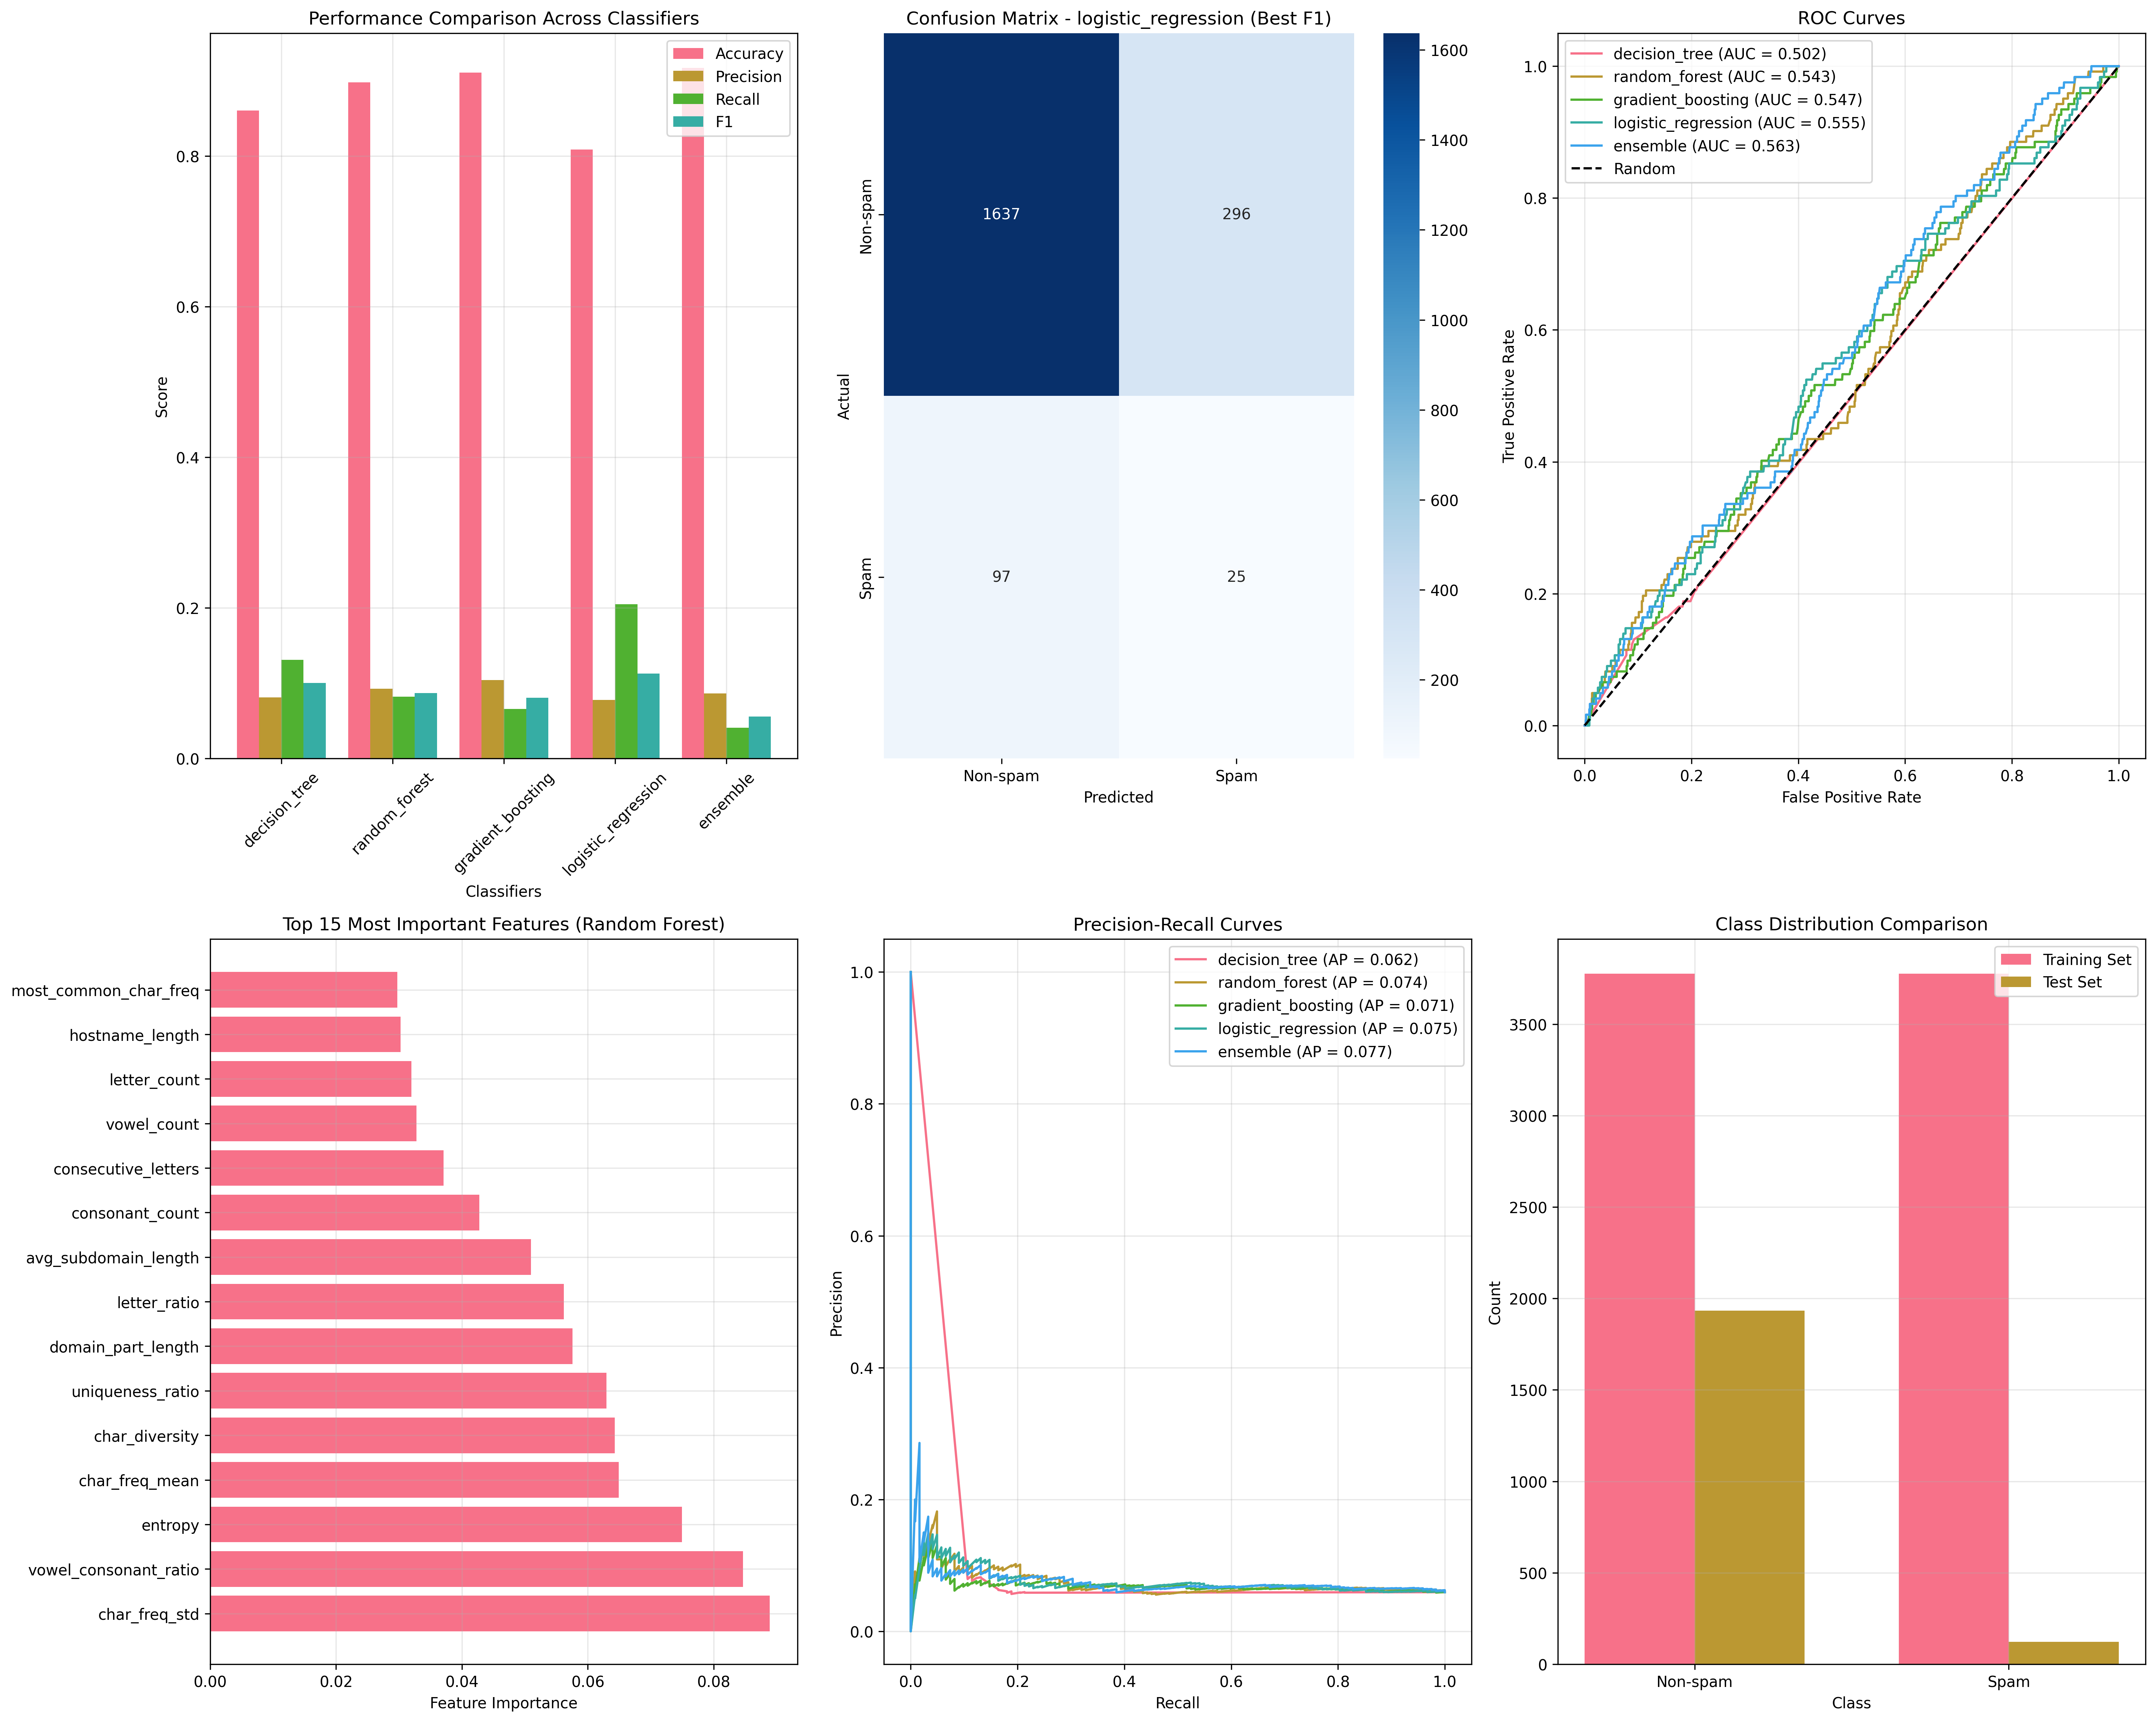 Performance Comparison Across Classifiers
Accuracy
Precision
Recall
F1
Score
0.8
0.6
0.4
0.2
0.0
decision_tree
random_forest
gradient_boosting
logistic_regression
ensemble
Classifiers
Confusion Matrix - logistic_regression (Best F1)
Actual
Non-spam
Spam
1637
296
97
25
Non-spam
Spam
Predicted
1600
1400
1200
1000
800
600
400
200
ROC Curves
decision_tree (AUC = 0.502)
random_forest (AUC = 0.543)
gradient_boosting (AUC = 0.547)
logistic_regression (AUC = 0.555)
ensemble (AUC = 0.563)
Random
True Positive Rate
1.0
0.8
0.6
0.4
0.2
0.0
0.0
0.2
0.4
0.6
0.8
1.0
False Positive Rate
Top 15 Most Important Features (Random Forest)
most_common_char_freq
hostname_length
letter_count
vowel_count
consecutive_letters
consonant_count
avg_subdomain_length
letter_ratio
domain_part_length
uniqueness_ratio
char_diversity
char_freq_mean
entropy
vowel_consonant_ratio
char_freq_std
0.00
0.02
0.04
0.06
0.08
Feature Importance
Precision-Recall Curves
decision_tree (AP = 0.062)
random_forest (AP = 0.074)
gradient_boosting (AP = 0.071)
logistic_regression (AP = 0.075)
ensemble (AP = 0.077)
Precision
1.0
0.8
0.6
0.4
0.2
0.0
0.0
0.2
0.4
0.6
0.8
1.0
Recall
Class Distribution Comparison
Training Set
Test Set
Count
3500
3000
2500
2000
1500
1000
500
0
Non-spam
Spam
Class